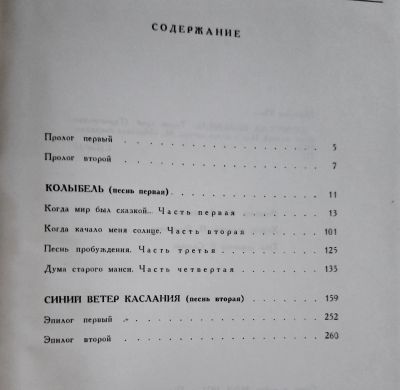 СОДЕРЖАНИЕ
Пролог первый . . . . . . . . . . . . . 5
Пролог второй . . . . . . . . . . . . . 7
КОЛЫБЕЛЬ (песнь первая) . . . . . . . . . 11
Когда мир был сказкой... Часть первая . . . . 13
Когда качало меня солнце. Часть вторая . . . . 101
Песнь пробуждения. Часть третья . . . . . 125
Дума старого манси. Часть четвертая . . . . 135
СИНИЙ ВЕТЕР КАСЛАНИЯ (песнь вторая) . . . . 159
Эпилог первый . . . . . . . . . . . . . 252
Эпилог второй . . . . . . . . . . . . . 260